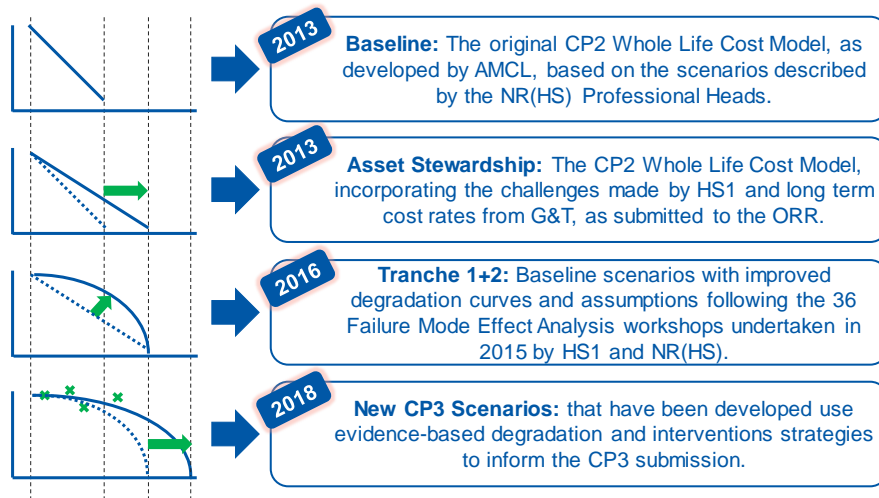 2013
Baseline: The original CP2 Whole Life Cost Model, as
developed by AMCL, based on the scenarios described
by the NR(HS) Professional Heads.
2013
Asset Stewardship: The CP2 Whole Life Cost Model,
incorporating the challenges made by HS1 and long term
cost rates from G&T, as submitted to the ORR.
2016
Tranche 1+2: Baseline scenarios with improved
degradation curves and assumptions following the 36
Failure Mode Effect Analysis workshops undertaken in
2015 by HS1 and NR(HS).
2018
New CP3 Scenarios: that have been developed use
evidence-based degradation and interventions strategies
to inform the CP3 submission.